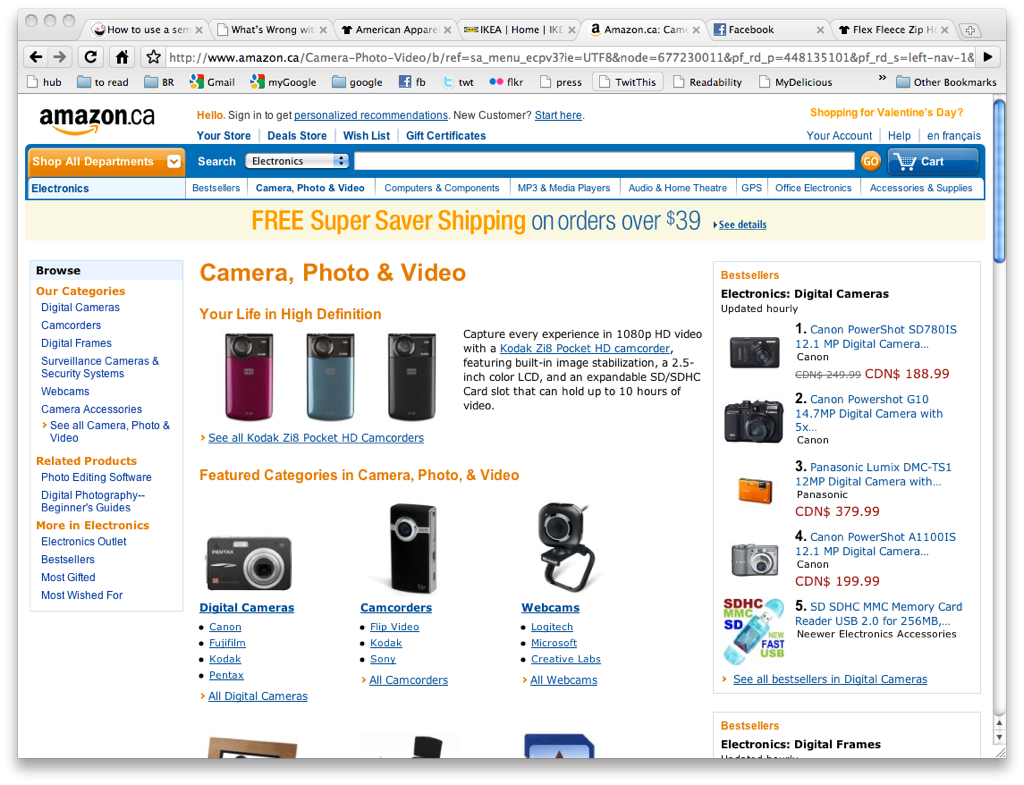 How to use a sem
What's Wrong wit
American Appare
IKEA | Home | IK
Amazon.ca: Came
Facebook
Flex Fleece Zip H
http://www.amazon.ca/Camera-Photo-Video/b/ref=sa_menu_ecpv3?ie=UTF8&node=677230011&pf_rd_p=448135101&pf_rd_s=left-nav-1&
hub
to read
BR
Gmail
myGoogle
google
fb
twt
flkr
press
TwitThis
Readability
MyDelicious
»
Other Bookmarks
amazon.ca
Hello. Sign in to get personalized recommendations. New Customer? Start here.
Shopping for Valentine's Day?
Your Store | Deals Store | Wish List | Gift Certificates
Your Account | Help | en français
Shop All Departments
Search
Electronics
GO
Cart
Electronics
Bestsellers
Camera, Photo & Video
Computers & Components
MP3 & Media Players
Audio & Home Theatre
GPS
Office Electronics
Accessories & Supplies
FREE Super Saver Shipping on orders over $39 See details
Browse
Our Categories
Digital Cameras
Camcorders
Digital Frames
Surveillance Cameras &
Security Systems
Webcams
Camera Accessories
See all Camera, Photo &
Video
Related Products
Photo Editing Software
Digital Photography--
Beginner's Guides
More in Electronics
Electronics Outlet
Bestsellers
Most Gifted
Most Wished For
Camera, Photo & Video
Your Life in High Definition
Capture every experience in 1080p HD video
with a Kodak Zi8 Pocket HD camcorder,
featuring built-in image stabilization, a 2.5-
inch color LCD, and an expandable SD/SDHC
Card slot that can hold up to 10 hours of
video.
See all Kodak Zi8 Pocket HD Camcorders
Featured Categories in Camera, Photo, & Video
PENTAX
Digital Cameras
Canon
Fujifilm
Kodak
Pentax
All Digital Cameras
Camcorders
Flip Video
Kodak
Sony
All Camcorders
Webcams
Logitech
Microsoft
Creative Labs
All Webcams
Bestsellers
Electronics: Digital Cameras
Updated hourly
1. Canon PowerShot SD780IS
12.1 MP Digital Camera...
Canon
CDN$ 249.99 CDN$ 188.99
2. Canon Powershot G10
14.7MP Digital Camera with
5x...
Canon
3. Panasonic Lumix DMC-TS1
12MP Digital Camera with...
Panasonic
CDN$ 379.99
4. Canon PowerShot A1100IS
12.1 MP Digital Camera...
Canon
CDN$ 199.99
SDHC
MMC
SD
NEW
FAST
USB
5. SD SDHC MMC Memory Card
Reader USB 2.0 for 256MB,...
Neewer Electronics Accessories
See all bestsellers in Digital Cameras
Bestsellers
Electronics: Digital Frames
Updated hourly